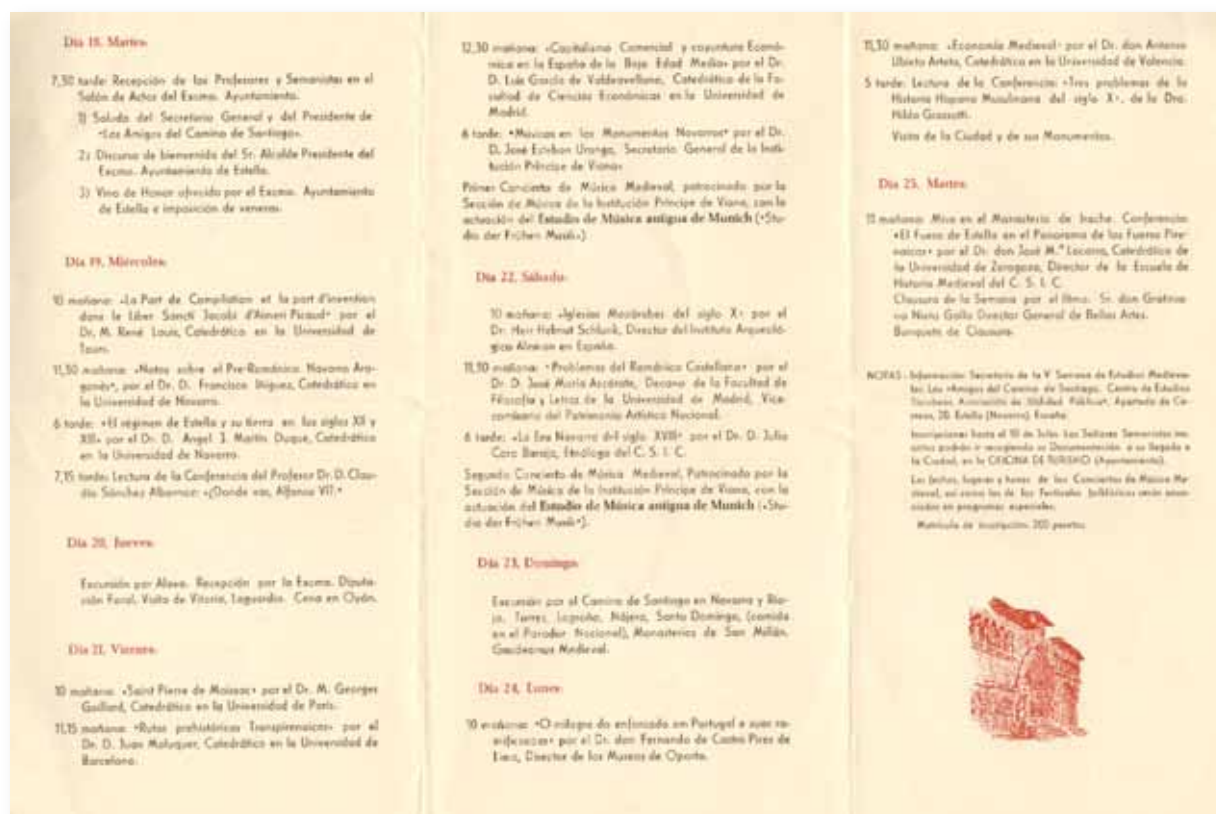 Día 18, Martes.
7,30 tarde: Recepción de los Profesores y Semanistas en el
Salón de Actos del Excmo. Ayuntamiento.
1) Saludo del Secretario General y del Presidente de
«Los Amigos del Camino de Santiago».
2) Discurso de bienvenida del Sr. Alcalde Presidente del
Excmo. Ayuntamiento de Estella.
3) Vino de Honor ofrecido por el Excmo. Ayuntamiento
de Estella e imposición de veneras.
Día 19, Miércoles.
10 mañana: «La Part de Compilation et la part d'invention
dans le Liber Sancti Jacobi d'Aimeri Picaud» por el
Dr. M. René Louis, Catedrático en la Universidad de
Tours.
11,30 mañana: «Notas sobre el Pre-Románico Navarro Ara-
gonés», por el Dr. D. Francisco Iñiguez, Catedrático en
la Universidad de Navarra.
6 tarde: «El régimen de Estella y su tierra en los siglos XII y
XIII» por el Dr. D. Angel J. Martín Duque, Catedrático
en la Universidad de Navarra.
7,15 tarde: Lectura de la Conferencia del Profesor Dr. D. Clau-
dio Sánchez Albornoz: «¿Donde vas, Alfonso VI?.»
Día 20, Jueves.
Excursión por Alava. Recepción por la Excma. Diputa-
ción Foral. Visita de Vitoria, Laguardia. Cena en Oyón.
Día 21, Viernes.
10 mañana: «Saint Pierre de Moissac» por el Dr. M. Georges
Gaillard, Catedrático en la Universidad de París.
11,15 mañana: «Rutas prehistóricas Transpirenaicas» por el
Dr. D. Juan Maluquer, Catedrático en la Universidad de
Barcelona.
12,30 mañana: «Capitalismo Comercial y coyuntura Econó-
mica en la España de la Baja Edad Media» por el Dr.
D. Luis García de Valdeavellano, Catedrático de la Fa-
cultad de Ciencias Económicas en la Universidad de
Madrid.
6 tarde: «Músicos en los Monumentos Navarros» por el Dr.
D. José Esteban Uranga, Secretario General de la Insti-
tución Príncipe de Viana»
Primer Concierto de Música Medieval, patrocinado por la
Sección de Música de la Institución Príncipe de Viana, con la
actuación del Estudio de Música antigua de Munich («Stu-
dio der Frühen Musik»).
Día 22, Sábado.
10 mañana: «Iglesias Mozárabes del siglo X» por el
Dr. Herr Helmut Schlunk, Director del Instituto Arqueoló-
gico Alemán en España.
11,30 mañana: «Problemas del Románico Castellano» por el
Dr. D. José María Azcárate, Decano de la Facultad de
Filosofía y Letras de la Universidad de Madrid, Vice-
comisario del Patrimonio Artístico Nacional.
6 tarde: «La Era Navarra del siglo XVIII» por el Dr. D. Julio
Caro Baroja, Etnólogo del C. S. I. C.
Segundo Concierto de Música Medieval, Patrocinado por la
Sección de Música de la Institución Príncipe de Viana, con la
actuación del Estudio de Música antigua de Munich («Stu-
dio der Frühen Musik»).
Día 23, Domingo.
Excursión por el Camino de Santiago en Navarra y Rio-
ja. Torres, Logroño, Nájera, Santo Domingo, (comida
en el Parador Nacional), Monasterios de San Millán.
Gaudeamus Medieval.
Día 24, Lunes.
10 mañana: «O milagre do enforcado em Portugal e suas
por el Dr. don Fernando de Castro Pires de
Lima, Director de los Museos de Oporto.
11,30 mañana: «Economía Medieval» por el Dr. don Antonio
Ubieto Arteta, Catedrático en la Universidad de Valencia.
5 tarde: Lectura de la Conferencia: «Tres problemas de la
Historia Hispano Musulmana del siglo X», de la Dra.
Hilda Grassotti.
Visita de la Ciudad y de sus Monumentos.
Día 25, Martes.
11 mañana: Misa en el Monasterio de Irache. Conferencia:
«El Fuero de Estella en el Panorama de los Fueros Pire-
naicos» por el Dr. don José M.ª Lacarra, Catedrático de
la Universidad de Zaragoza, Director de la Escuela de
Historia Medieval del C. S. I. C.
Clausura de la Semana por el Ilmo. Sr. don Gratinia-
no Nieto Gallo Director General de Bellas Artes.
Banquete de Clausura.
NOTAS.- Información: Secretaría de la V Semana de Estudios Medieva-
les: Los «Amigos del Camino de Santiago, Centro de Estudios
Jacobeos, Asociación de Utilidad Pública», Apartado de Co-
rreos, 20. Estella (Navarra). España.
Inscripciones: hasta el 10 de Julio. Los Señores Semanistas ins-
critos podrán ir recogiendo su Documentación a su llegada a
la Ciudad, en la OFICINA DE TURISMO (Ayuntamiento).
Las fechas, lugares y horas de los Conciertos de Música Me-
dieval, así como los de los Festivales folklóricos serán anun-
ciados en programas especiales.
Matrícula de inscripción: 200 pesetas.